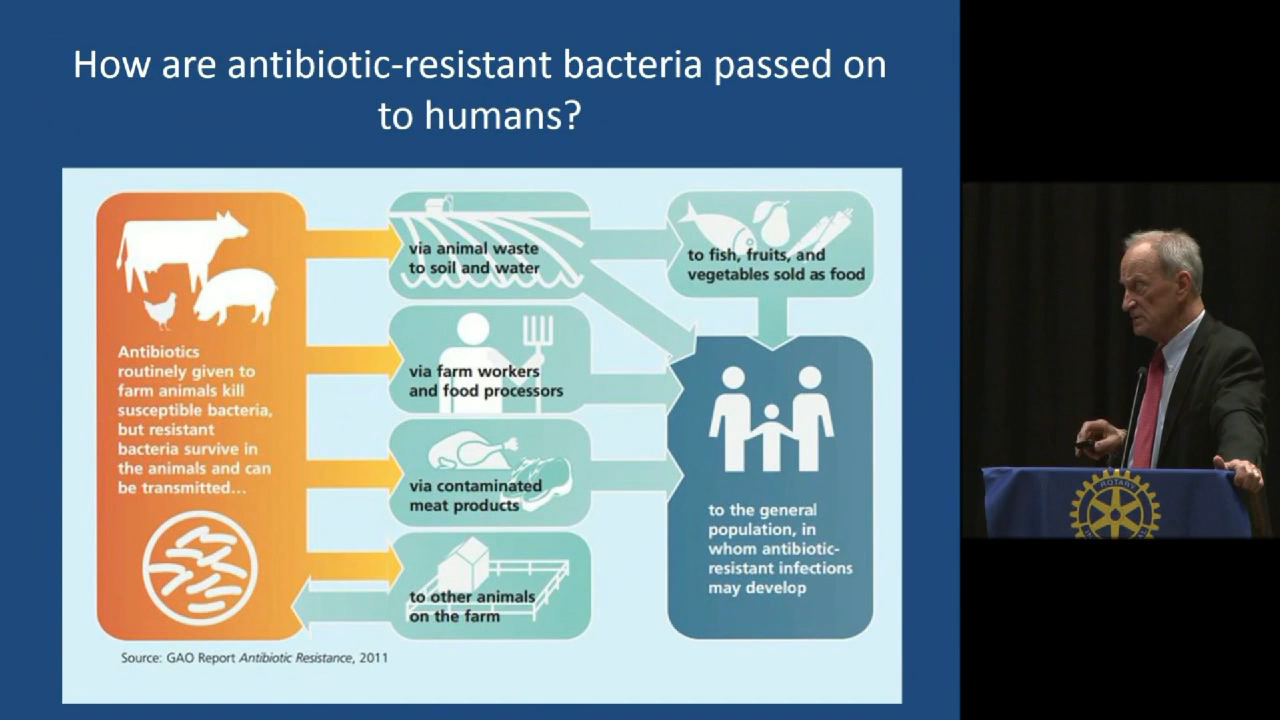 How are antibiotic-resistant bacteria passed on
to humans?
Antibiotics
routinely given to
farm animals kill
susceptible bacteria,
but resistant
bacteria survive in
the animals and can
be transmitted...
via animal waste
to soil and water
via farm workers
and food processors
via contaminated
meat products
to other animals
on the farm
to fish, fruits, and
vegetables sold as food
to the general
population, in
whom antibiotic-
resistant infections
may develop
Source: GAO Report Antibiotic Resistance, 2011
ROTARY